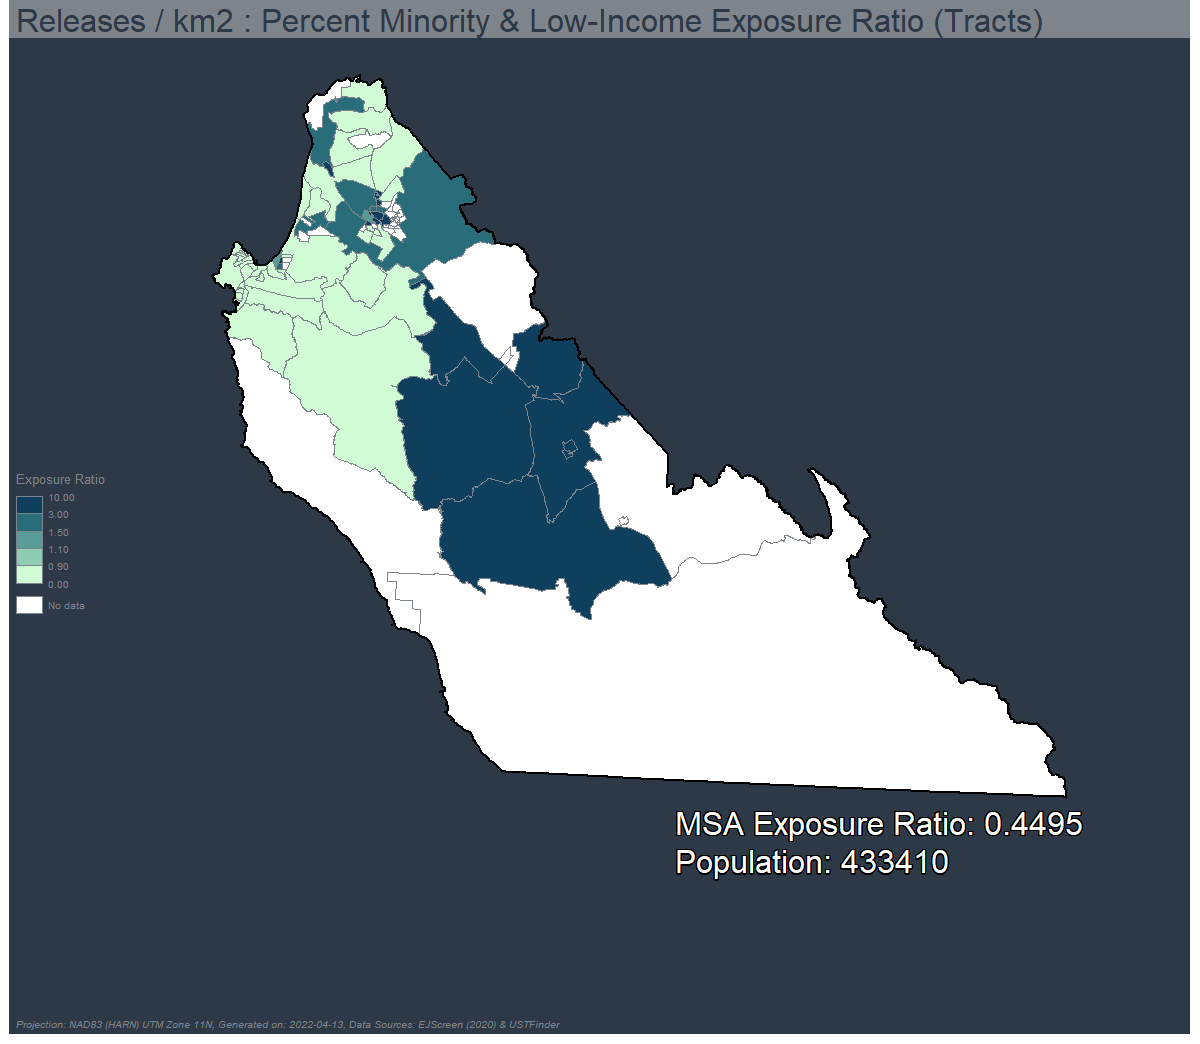 Releases / km2 : Percent Minority & Low-Income Exposure Ratio (Tracts)
Exposure Ratio
10.00
3.00
1.50
1.10
0.90
0.00
No data
MSA Exposure Ratio: 0.4495
Population: 433410
Projection: NAD83 (HARN) UTM Zone 11N, Generated on: 2022-04-13, Data Sources: EJScreen (2020) & USTFinder